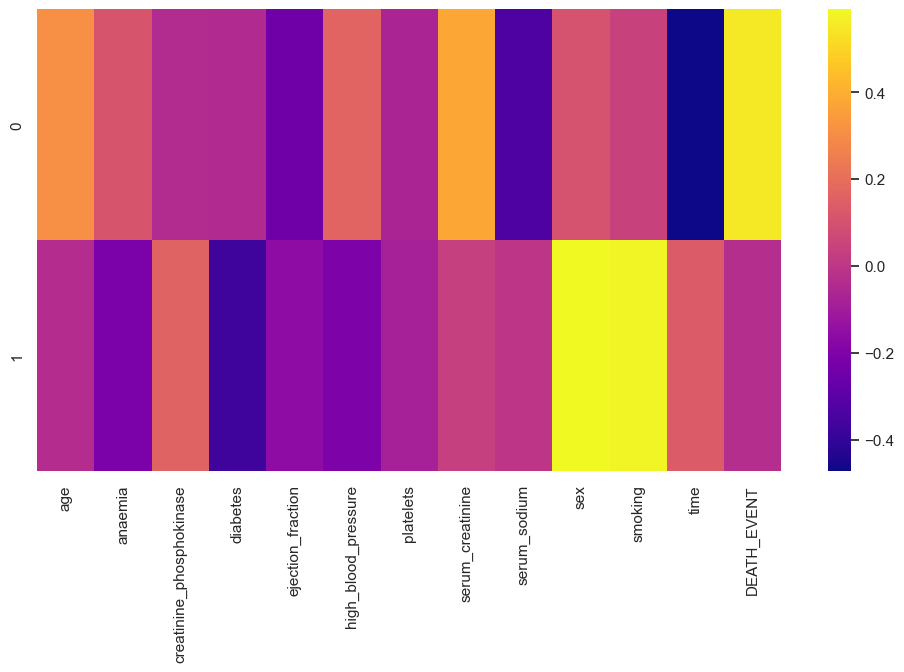 0
1
age
anaemia
creatinine_phosphokinase
diabetes
ejection_fraction
high_blood_pressure
platelets
serum_creatinine
serum_sodium
sex
smoking
time
DEATH_EVENT
0.4
0.2
0.0
−0.2
−0.4